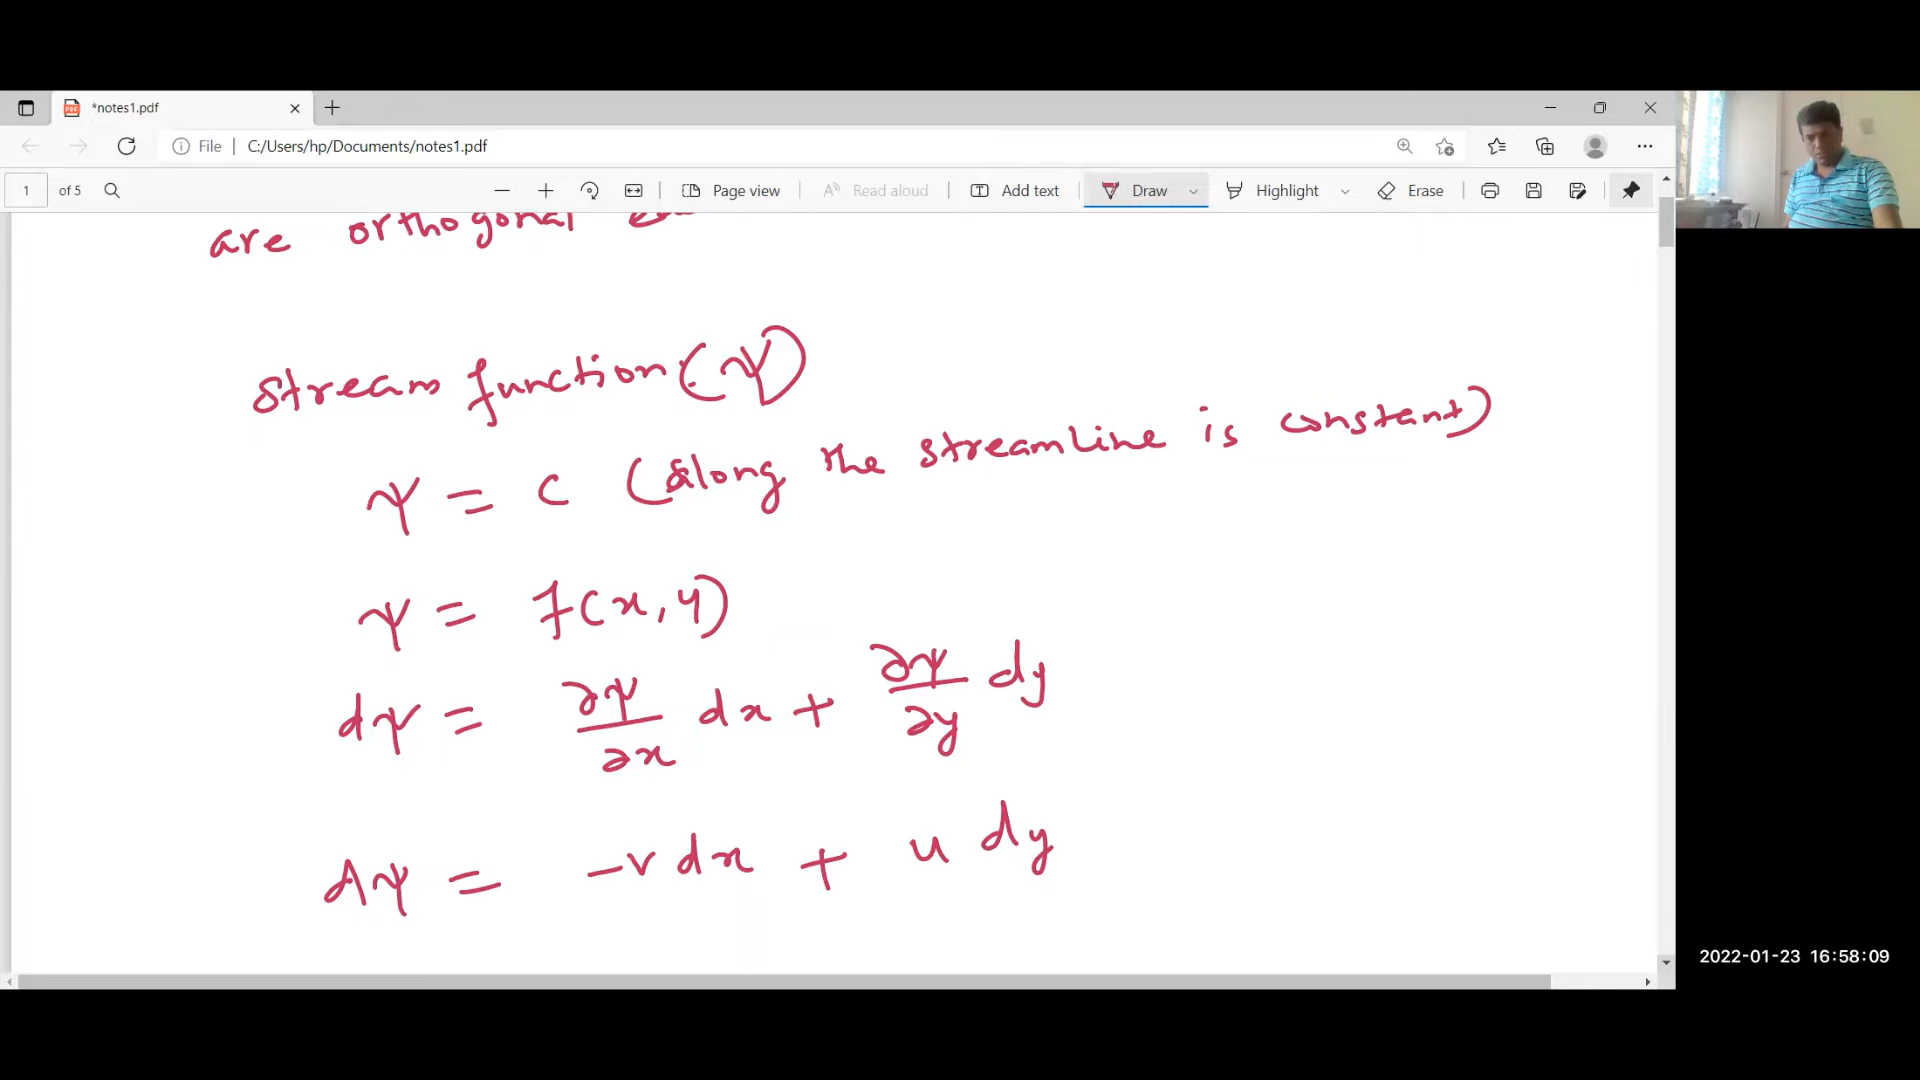 *notes1.pdf
File C:/Users/hp/Documents/notes1.pdf
1 of 5 Page view Read aloud Add text Draw Highlight Erase
are orthogonal
Stream function (ψ)
ψ = c (along the streamline is constant)
ψ = f(x,y)
dψ = ∂ψ/∂x dx + ∂ψ/∂y dy
dψ = -v dx + u dy
2022-01-23 16:58:09